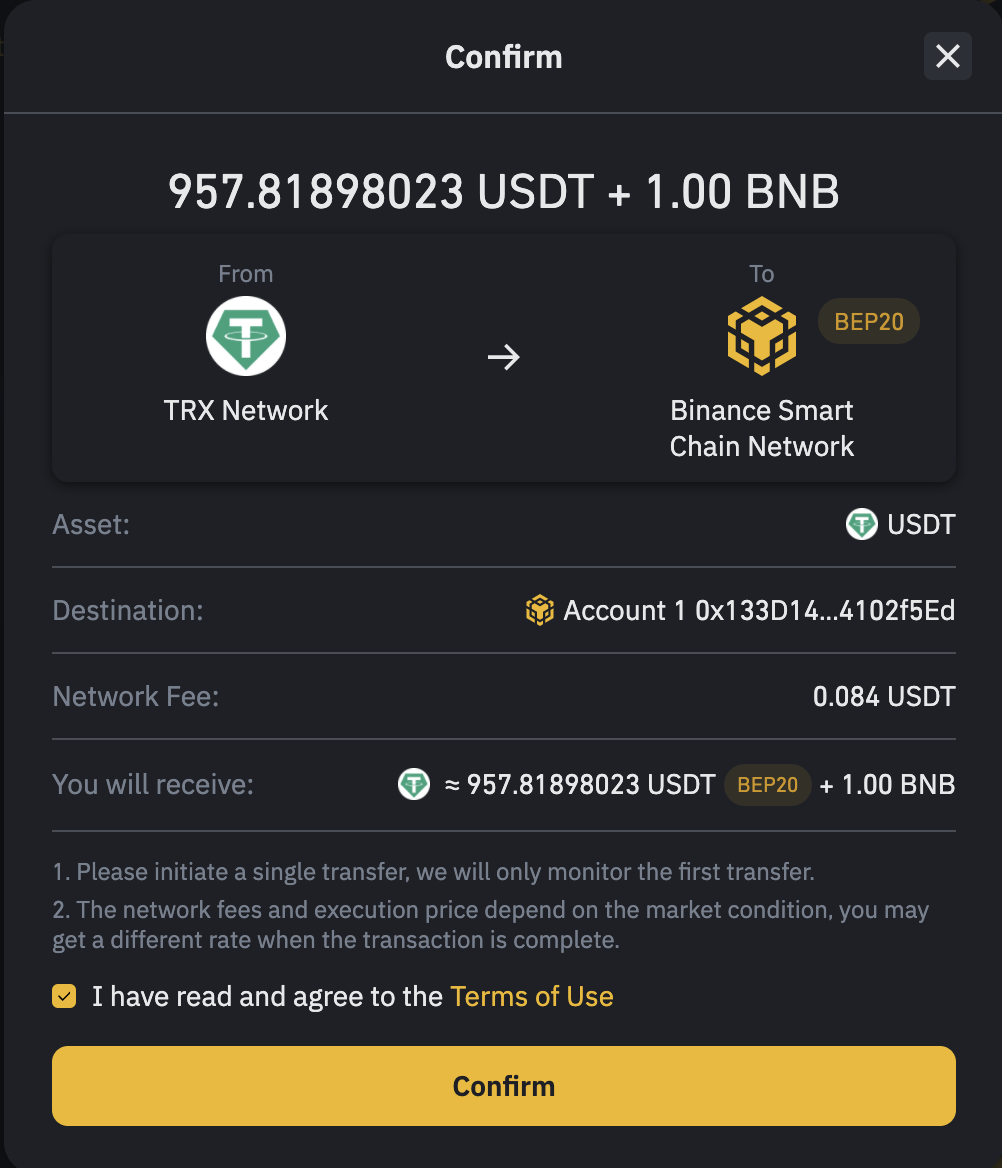 Confirm
957.81898023 USDT + 1.00 BNB
From
To
BEP20
TRX Network
Binance Smart
Chain Network
Asset:
USDT
Destination:
Account 1 0x133D14...4102f5Ed
Network Fee:
0.084 USDT
You will receive:
≈ 957.81898023 USDT BEP20 + 1.00 BNB
1. Please initiate a single transfer, we will only monitor the first transfer.
2. The network fees and execution price depend on the market condition, you may
get a different rate when the transaction is complete.
I have read and agree to the Terms of Use
Confirm